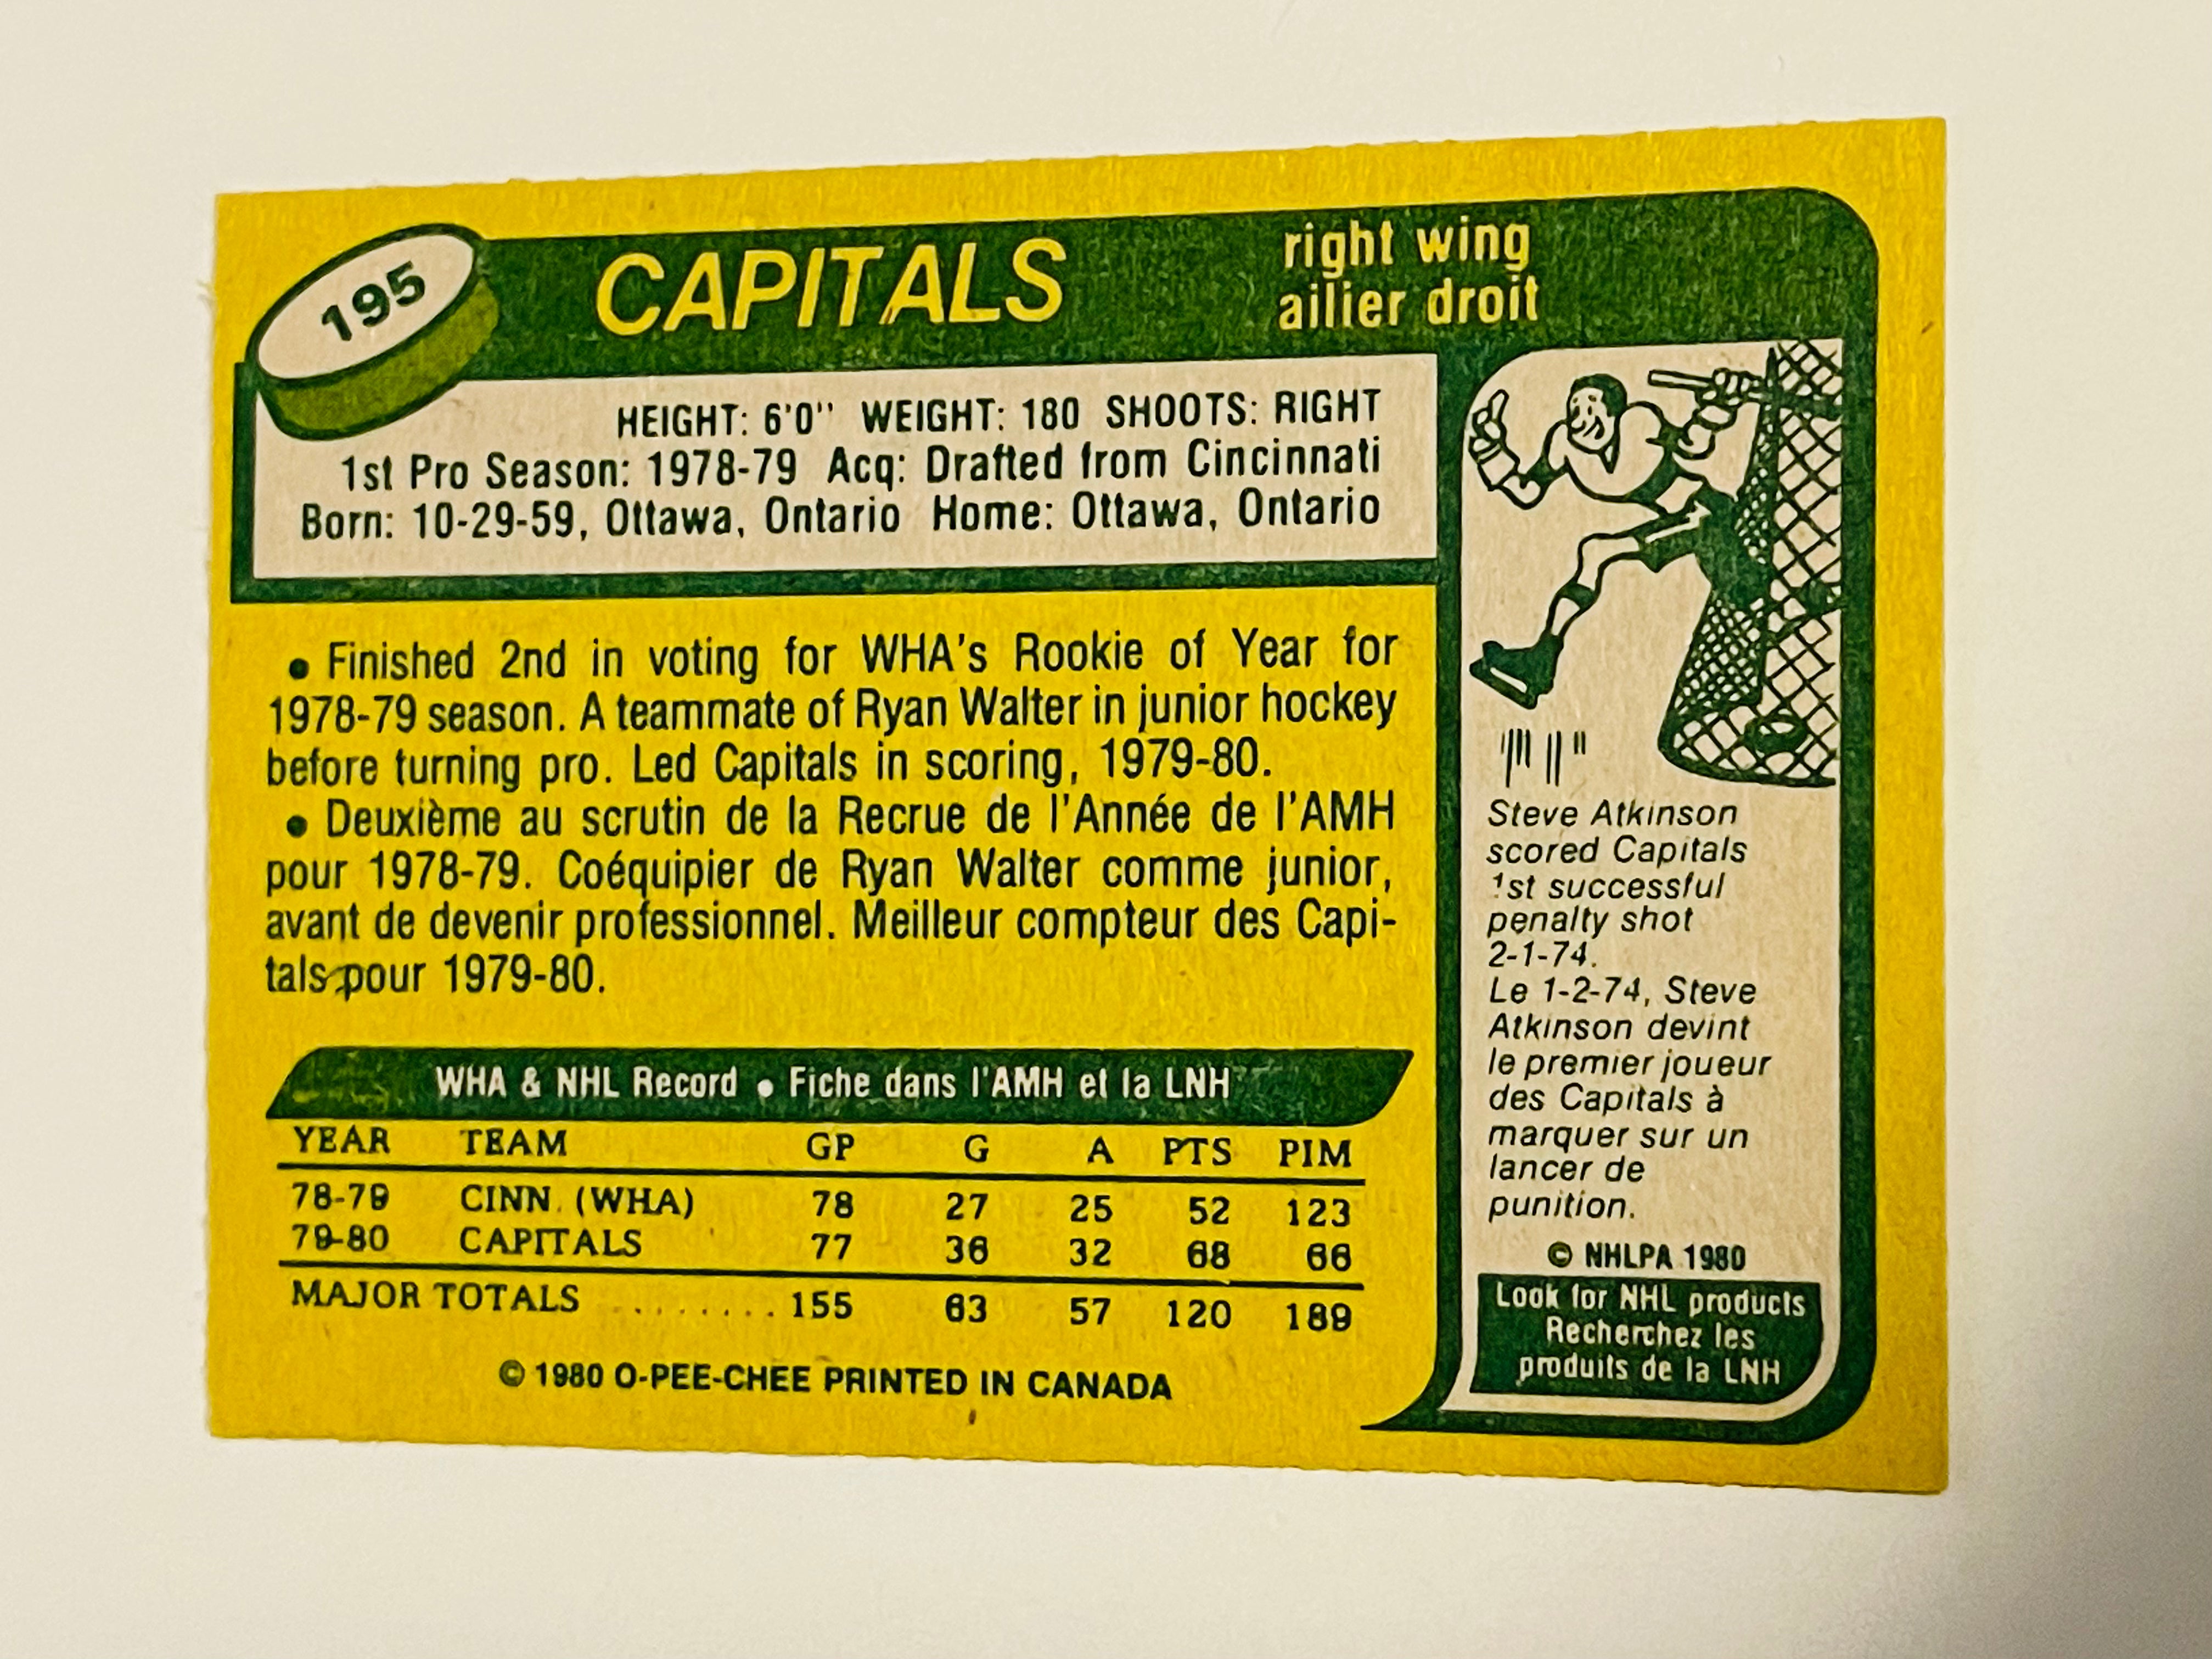 195
CAPITALS
right wing
ailier droit
HEIGHT: 6'0'' WEIGHT: 180 SHOOTS: RIGHT
1st Pro Season: 1978-79 Acq: Drafted from Cincinnati
Born: 10-29-59, Ottawa, Ontario Home: Ottawa, Ontario
• Finished 2nd in voting for WHA's Rookie of Year for
1978-79 season. A teammate of Ryan Walter in junior hockey
before turning pro. Led Capitals in scoring, 1979-80.
• Deuxième au scrutin de la Recrue de l'Année de l'AMH
pour 1978-79. Coéquipier de Ryan Walter comme junior,
avant de devenir professionnel. Meilleur compteur des Capi-
tals pour 1979-80.
WHA & NHL Record • Fiche dans l'AMH et la LNH
YEAR TEAM GP G A PTS PIM
78-79 CINN. (WHA) 78 27 25 52 123
79-80 CAPITALS 77 36 32 68 66
MAJOR TOTALS ........ 155 63 57 120 189
© 1980 O-PEE-CHEE PRINTED IN CANADA
Steve Atkinson
scored Capitals
1st successful
penalty shot
2-1-74.
Le 1-2-74, Steve
Atkinson devint
le premier joueur
des Capitals à
marquer sur un
lancer de
punition.
© NHLPA 1980
Look for NHL products
Recherchez les
produits de la LNH